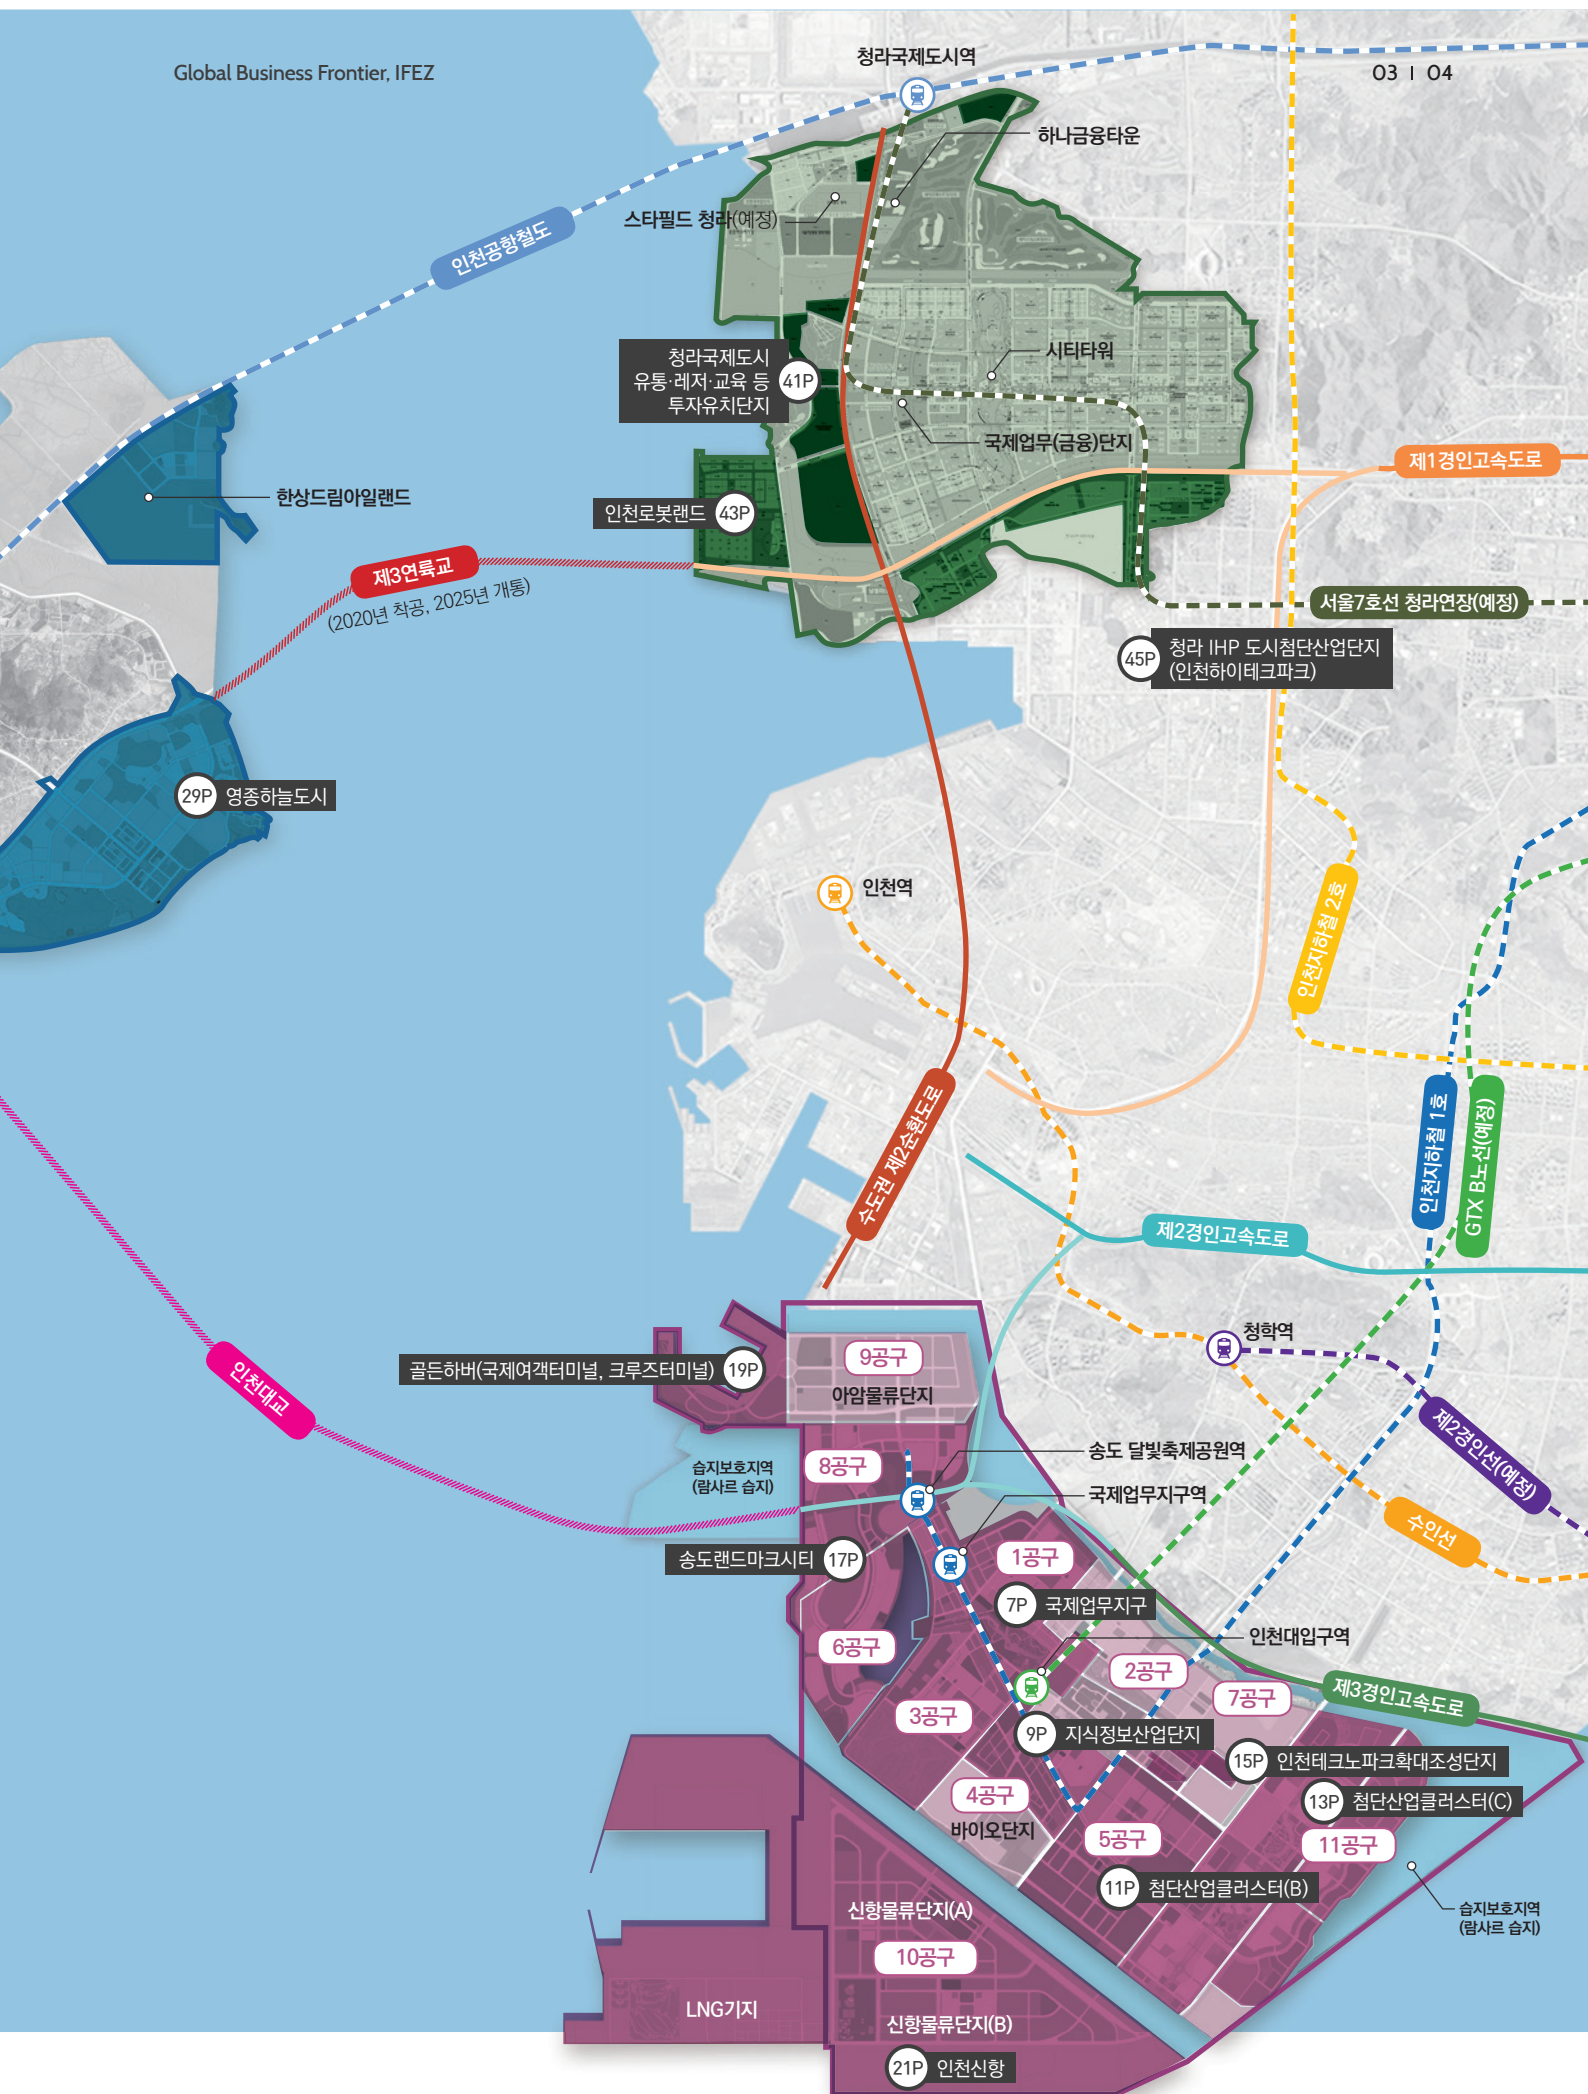 Global Business Frontier, IFEZ
03 | 04
청라국제도시역
하나금융타운
스타필드 청라(예정)
인천공항철도
청라국제도시
유통·레저·교육 등
투자유치단지
41P
시티타워
국제업무(금융)단지
제1경인고속도로
한상드림아일랜드
인천로봇랜드 43P
제3연륙교
(2020년 착공, 2025년 개통)
서울7호선 청라연장(예정)
45P 청라 IHP 도시첨단산업단지
(인천하이테크파크)
29P 영종하늘도시
인천역
인천지하철 2호
수도권 제2순환도로
인천지하철 1호
GTX B노선(예정)
제2경인고속도로
청학역
골든하버(국제여객터미널, 크루즈터미널) 19P
9공구
아암물류단지
인천대교
제2경인선(예정)
송도 달빛축제공원역
습지보호지역
(람사르 습지)
8공구
국제업무지구역
수인선
송도랜드마크시티 17P
1공구
7P 국제업무지구
인천대입구역
6공구
2공구
7공구
제3경인고속도로
3공구
9P 지식정보산업단지
15P 인천테크노파크확대조성단지
4공구
바이오단지
13P 첨단산업클러스터(C)
5공구
11공구
11P 첨단산업클러스터(B)
신항물류단지(A)
습지보호지역
(람사르 습지)
10공구
LNG기지
신항물류단지(B)
21P 인천신항